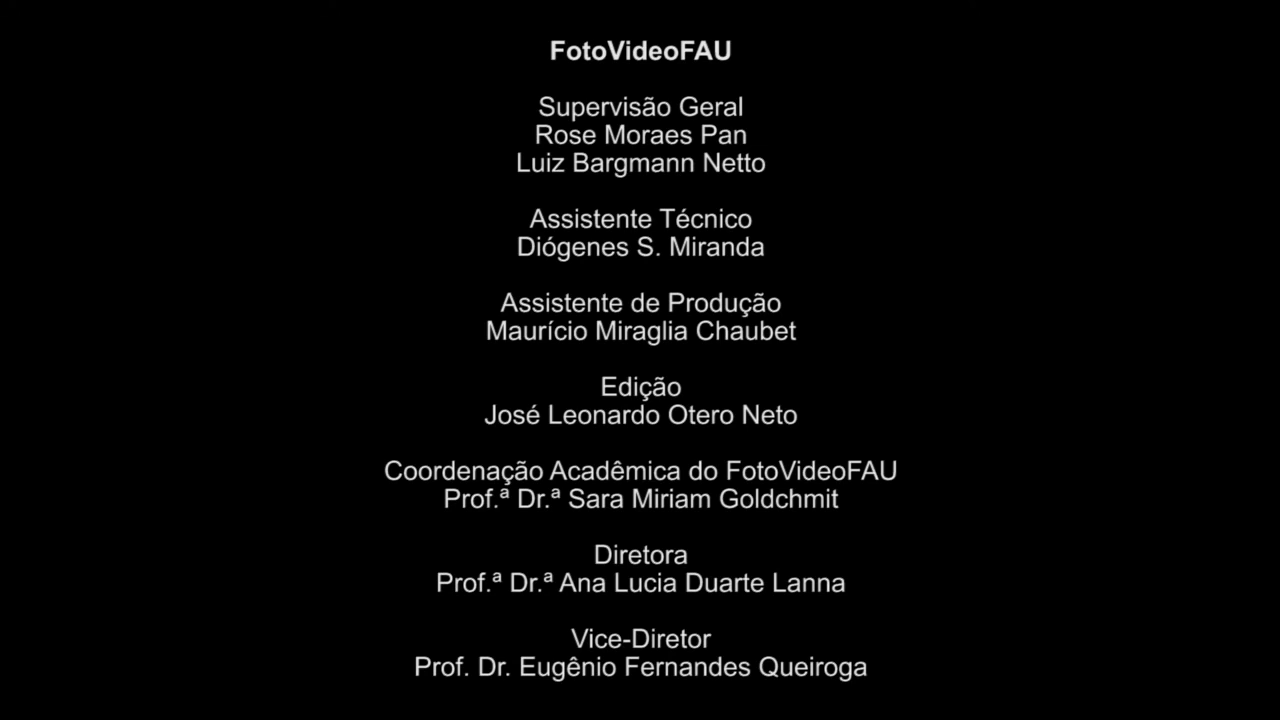 FotoVideoFAU
Supervisão Geral
Rose Moraes Pan
Luiz Bargmann Netto
Assistente Técnico
Diógenes S. Miranda
Assistente de Produção
Maurício Miraglia Chaubet
Edição
José Leonardo Otero Neto
Coordenação Acadêmica do FotoVideoFAU
Prof.ª Dr.ª Sara Miriam Goldchmit
Diretora
Prof.ª Dr.ª Ana Lucia Duarte Lanna
Vice-Diretor
Prof. Dr. Eugênio Fernandes Queiroga